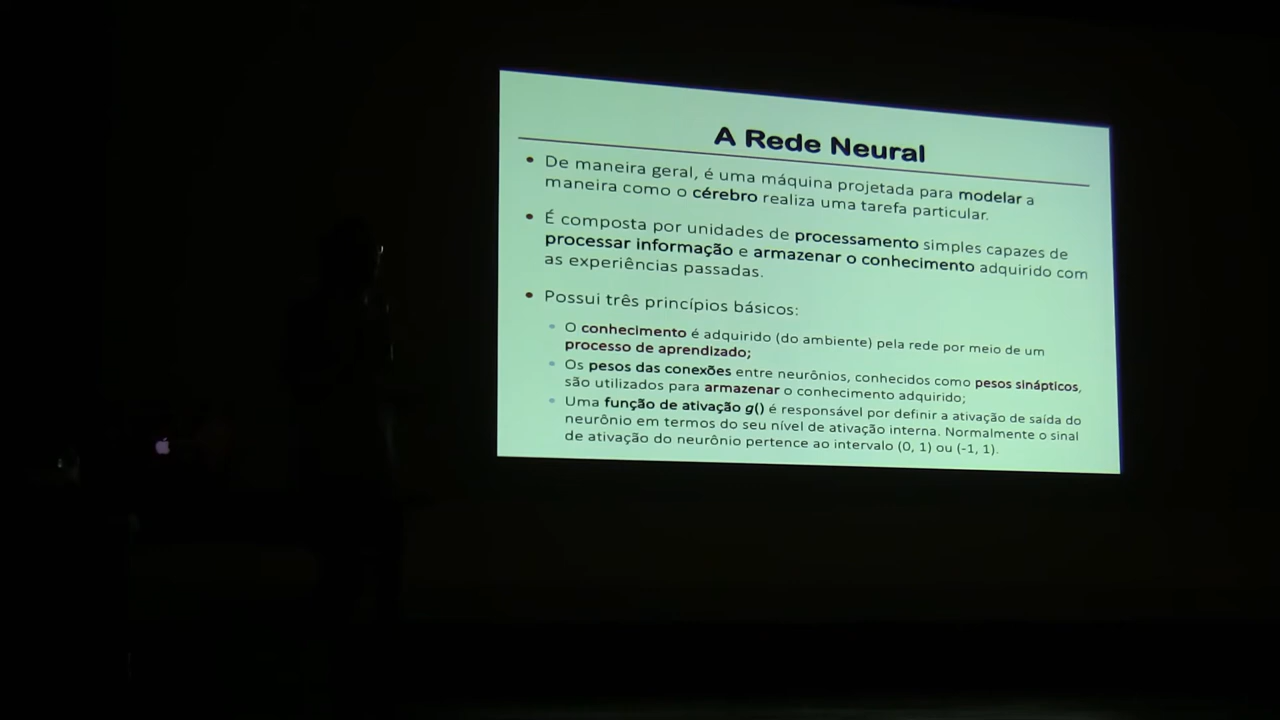 A Rede Neural
• De maneira geral, é uma máquina projetada para modelar a
maneira como o cérebro realiza uma tarefa particular.
• É composta por unidades de processamento simples capazes de
processar informação e armazenar o conhecimento adquirido com
as experiências passadas.
• Possui três princípios básicos:
• O conhecimento é adquirido (do ambiente) pela rede por meio de um
processo de aprendizado;
• Os pesos das conexões entre neurônios, conhecidos como pesos sinápticos,
são utilizados para armazenar o conhecimento adquirido;
• Uma função de ativação g() é responsável por definir a ativação de saída do
neurônio em termos do seu nível de ativação interna. Normalmente o sinal
de ativação do neurônio pertence ao intervalo (0, 1) ou (-1, 1).